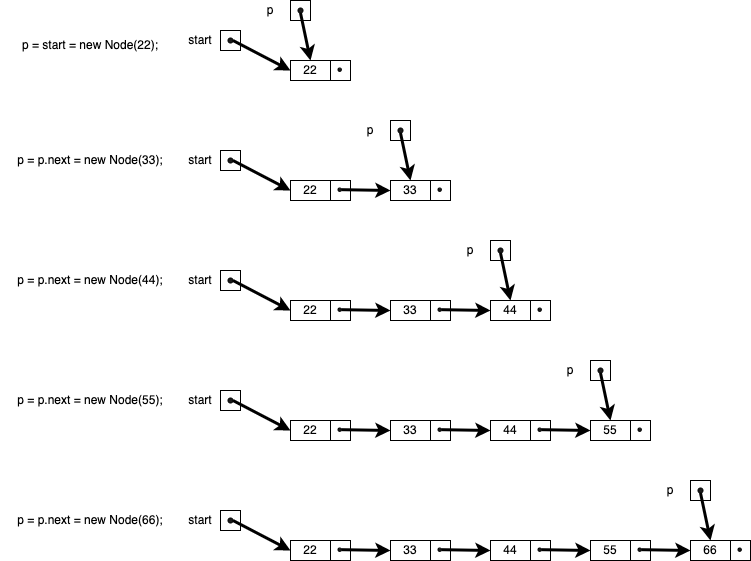 p
p = start = new Node(22); start
22
p
p = p.next = new Node(33); start
22 33
p
p = p.next = new Node(44); start
22 33 44
p
p = p.next = new Node(55); start
22 33 44 55
p
p = p.next = new Node(66); start
22 33 44 55 66